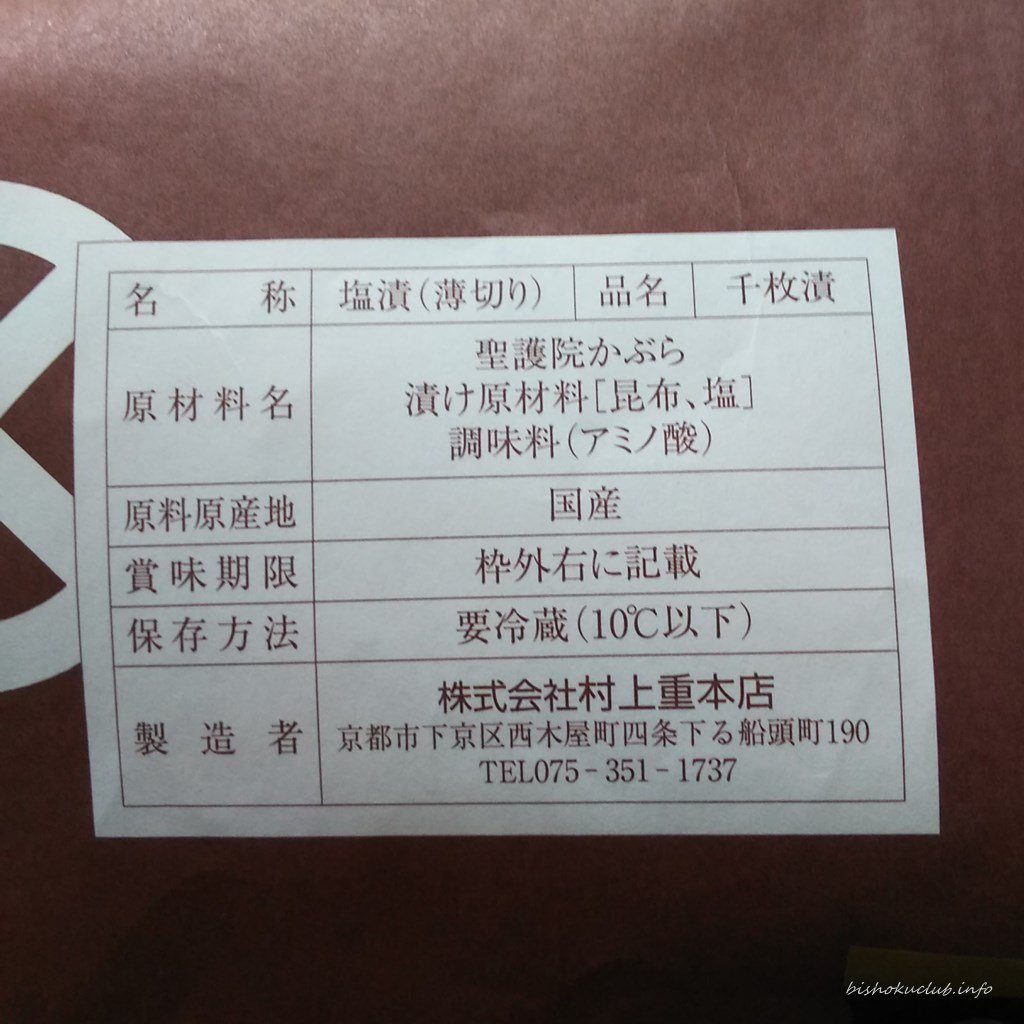 名称 塩漬(薄切り) 品名 千枚漬
原材料名 聖護院かぶら
漬け原材料[昆布、塩]
調味料(アミノ酸)
原料原産地 国産
賞味期限 枠外右に記載
保存方法 要冷蔵(10℃以下)
製造者 株式会社村上重本店
京都市下京区西木屋町四条下る船頭町190
TEL075-351-1737
bishokuclub.info